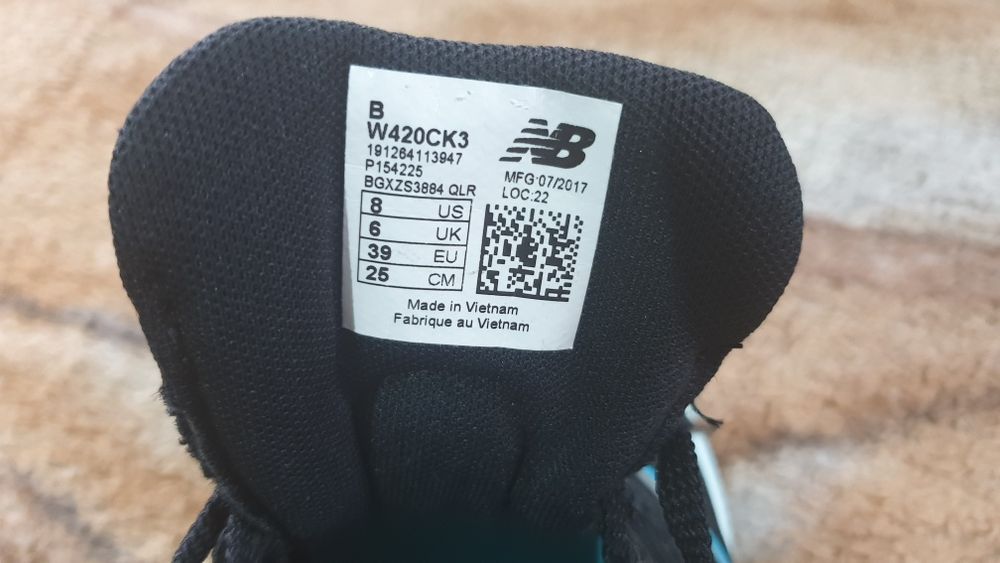 B
W420CK3
191264113947
P154225
BGXZS3884 QLR
NB
MFG:07/2017
LOC:22
8 US
6 UK
39 EU
25 CM
Made in Vietnam
Fabrique au Vietnam